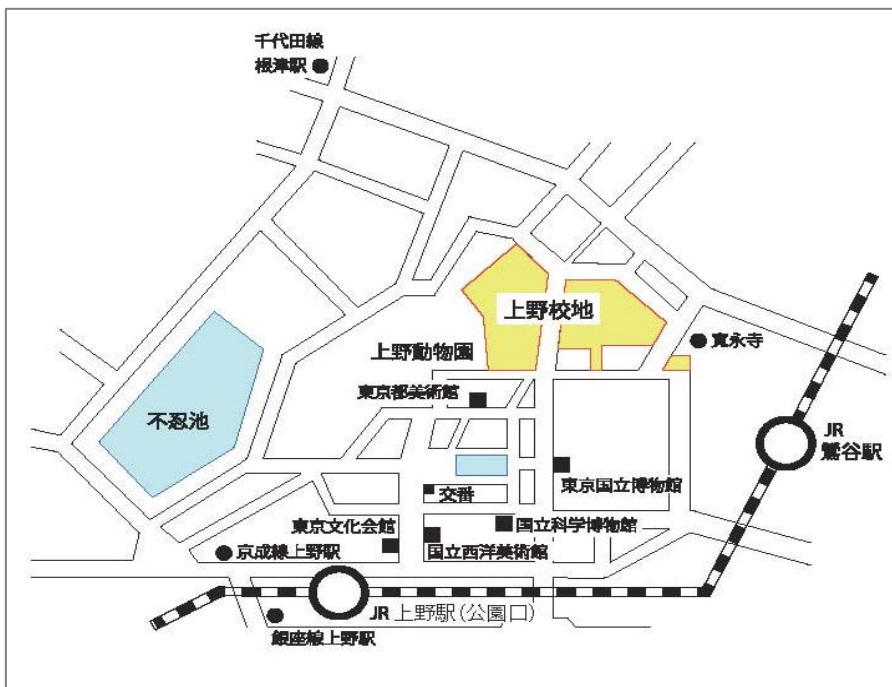 千代田線
根津駅
上野校地
寛永寺
上野動物園
東京都美術館
不忍池
JR
鶯谷駅
東京国立博物館
交番
国立科学博物館
東京文化会館
国立西洋美術館
京成線上野駅
JR 上野駅(公園口)
銀座線上野駅